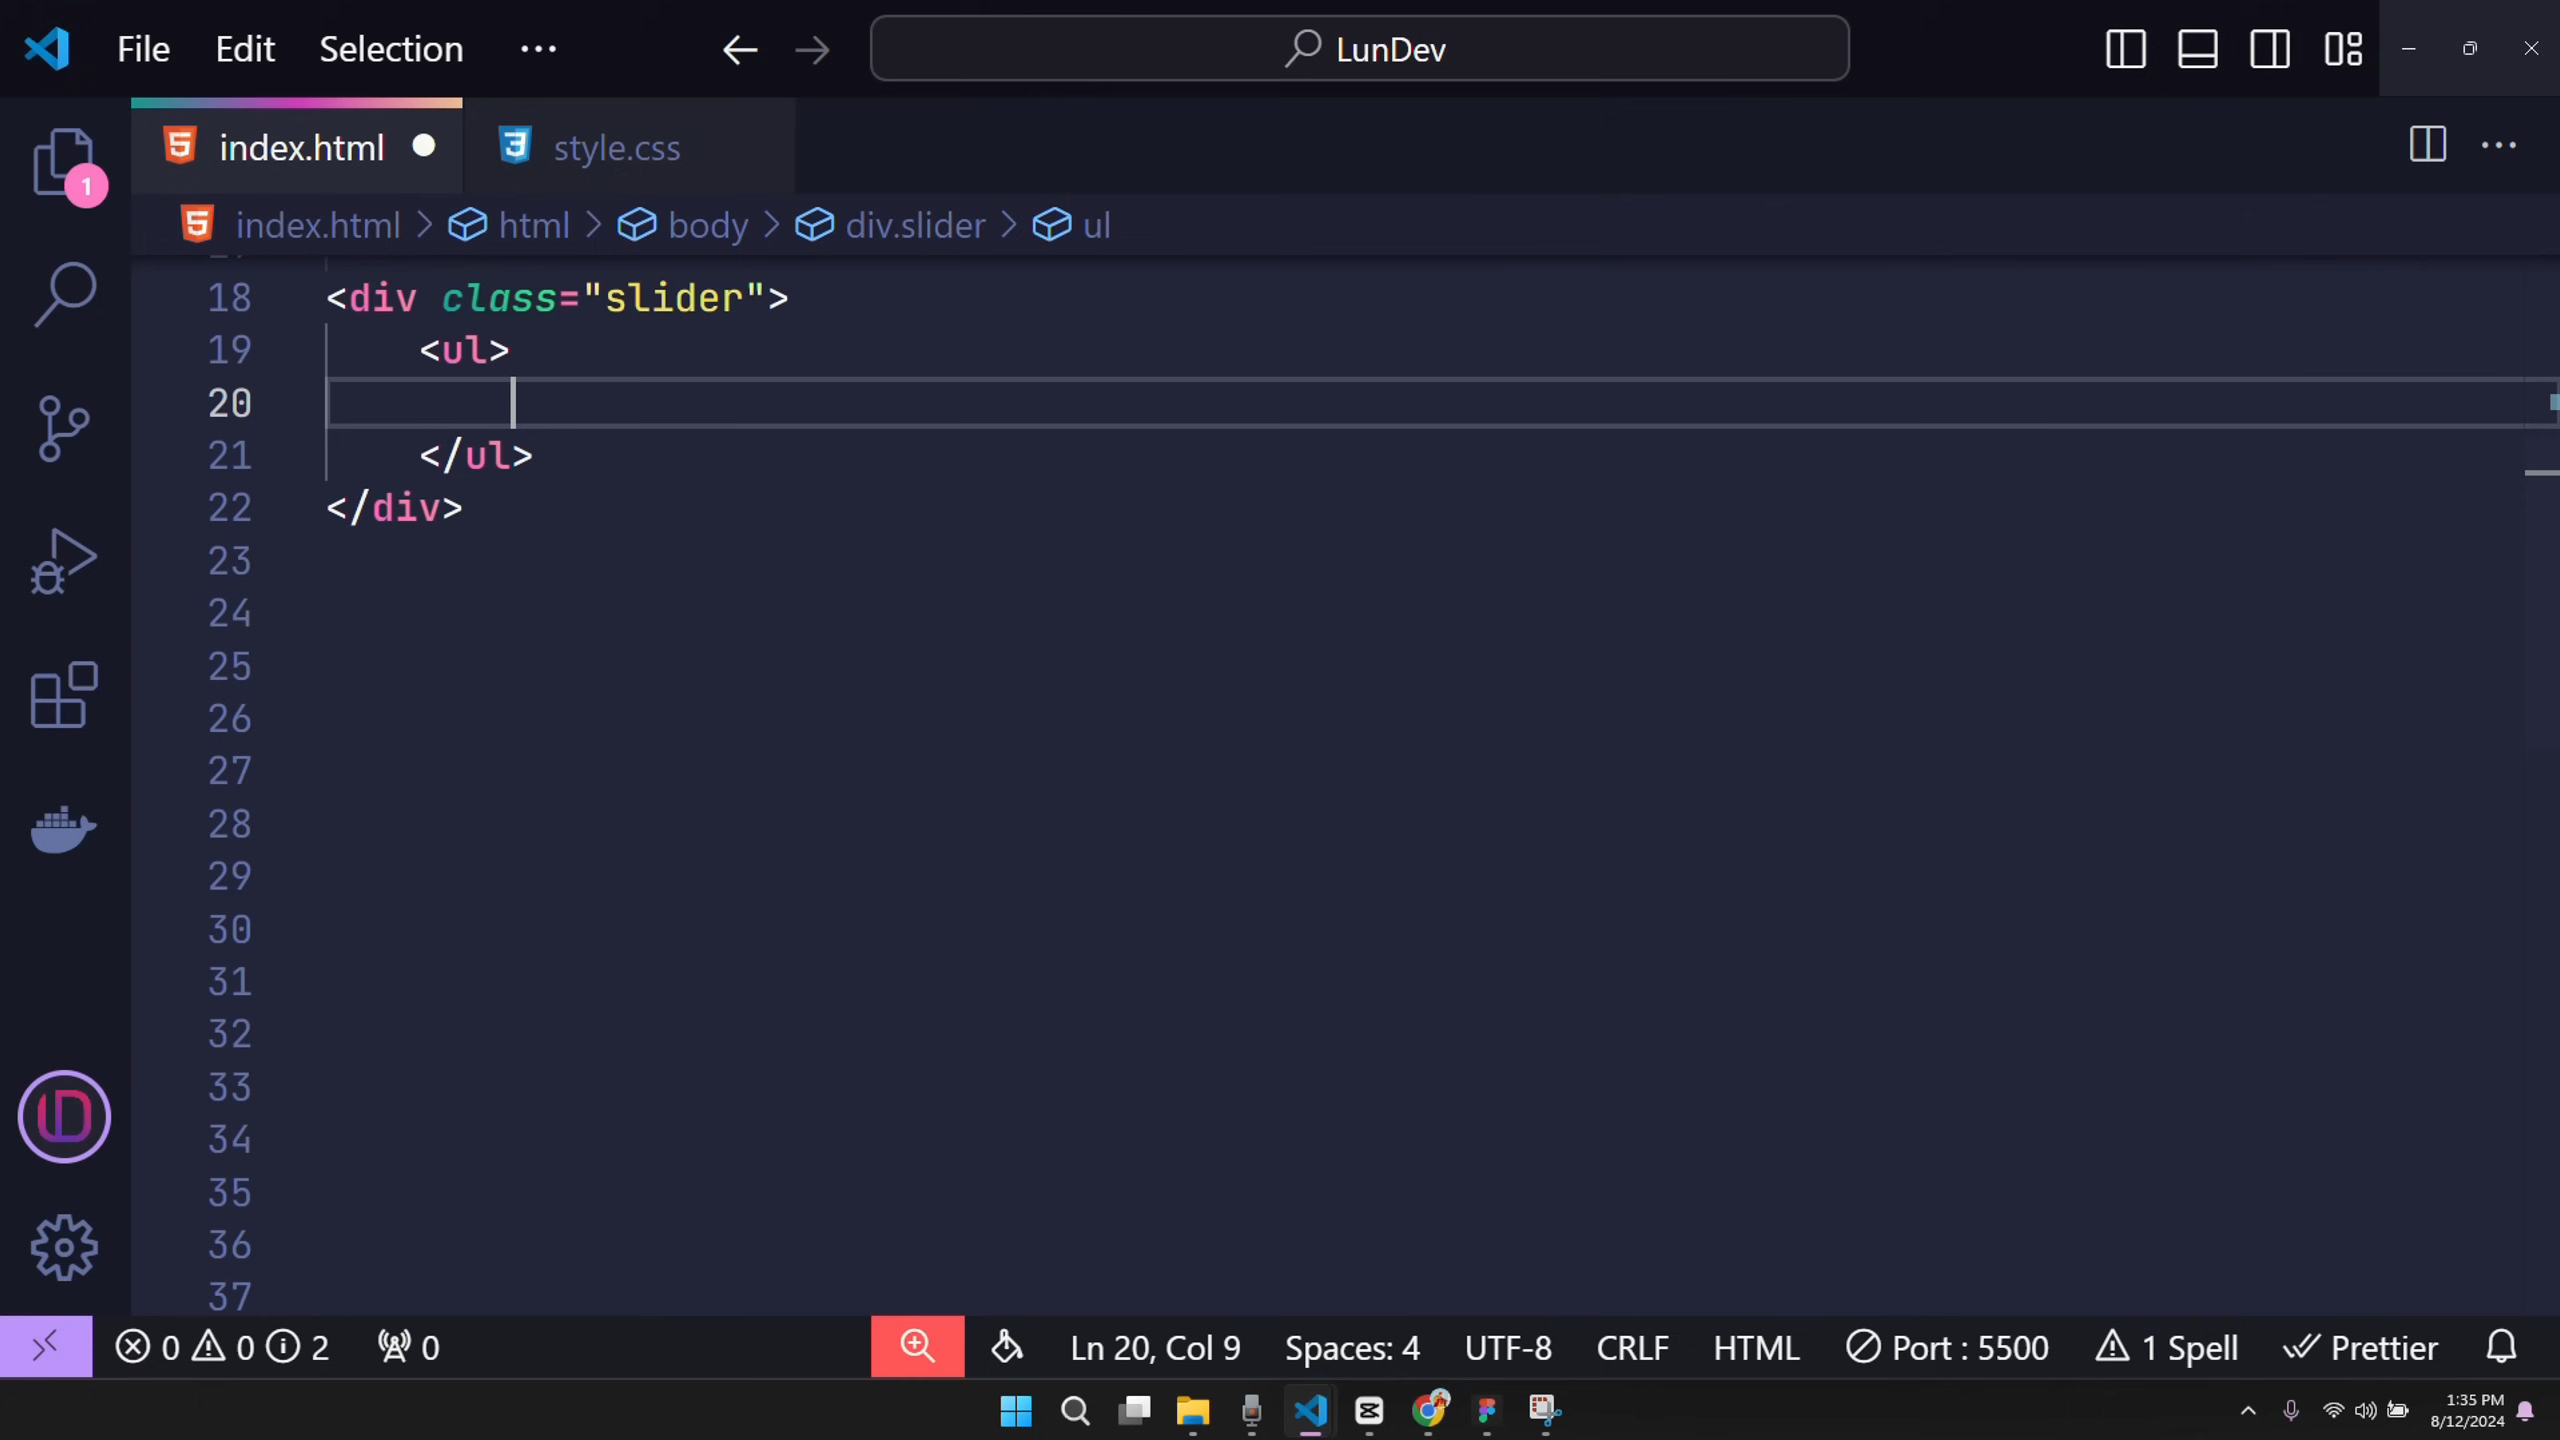 File Edit Selection ··· LunDev
index.html style.css
1
index.html > html > body > div.slider > ul
18 <div class="slider">
19 <ul>
20
21 </ul>
22 </div>
23
24
25
26
27
28
29
30
31
32
33
34
35
36
37
0 0 2 0 Ln 20, Col 9 Spaces: 4 UTF-8 CRLF HTML Port : 5500 1 Spell Prettier
1:35 PM
8/12/2024